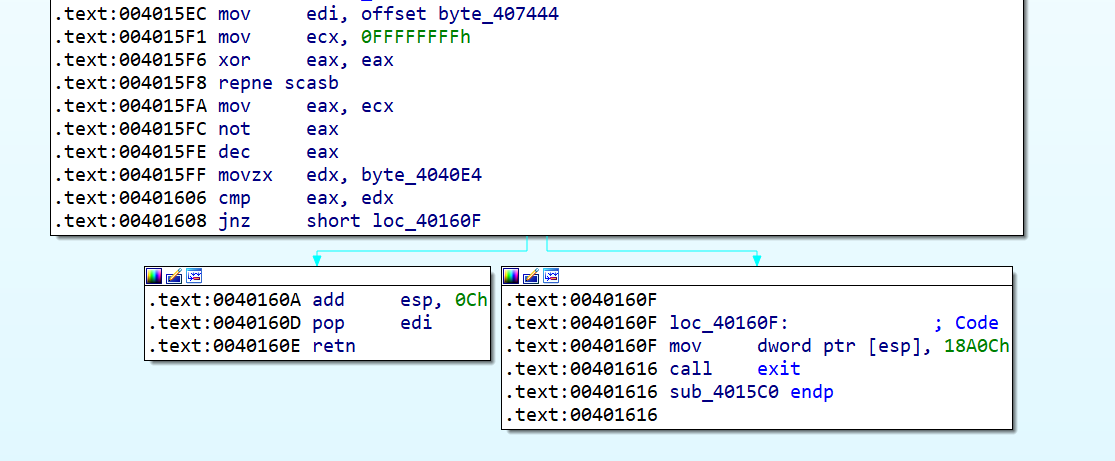 .text:004015EC mov edi, offset byte_407444
.text:004015F1 mov ecx, 0FFFFFFFFh
.text:004015F6 xor eax, eax
.text:004015F8 repne scasb
.text:004015FA mov eax, ecx
.text:004015FC not eax
.text:004015FE dec eax
.text:004015FF movzx edx, byte_4040E4
.text:00401606 cmp eax, edx
.text:00401608 jnz short loc_40160F
.text:0040160A add esp, 0Ch
.text:0040160D pop edi
.text:0040160E retn
.text:0040160F
.text:0040160F loc_40160F: ; Code
.text:0040160F mov dword ptr [esp], 18A0Ch
.text:00401616 call exit
.text:00401616 sub_4015C0 endp
.text:00401616